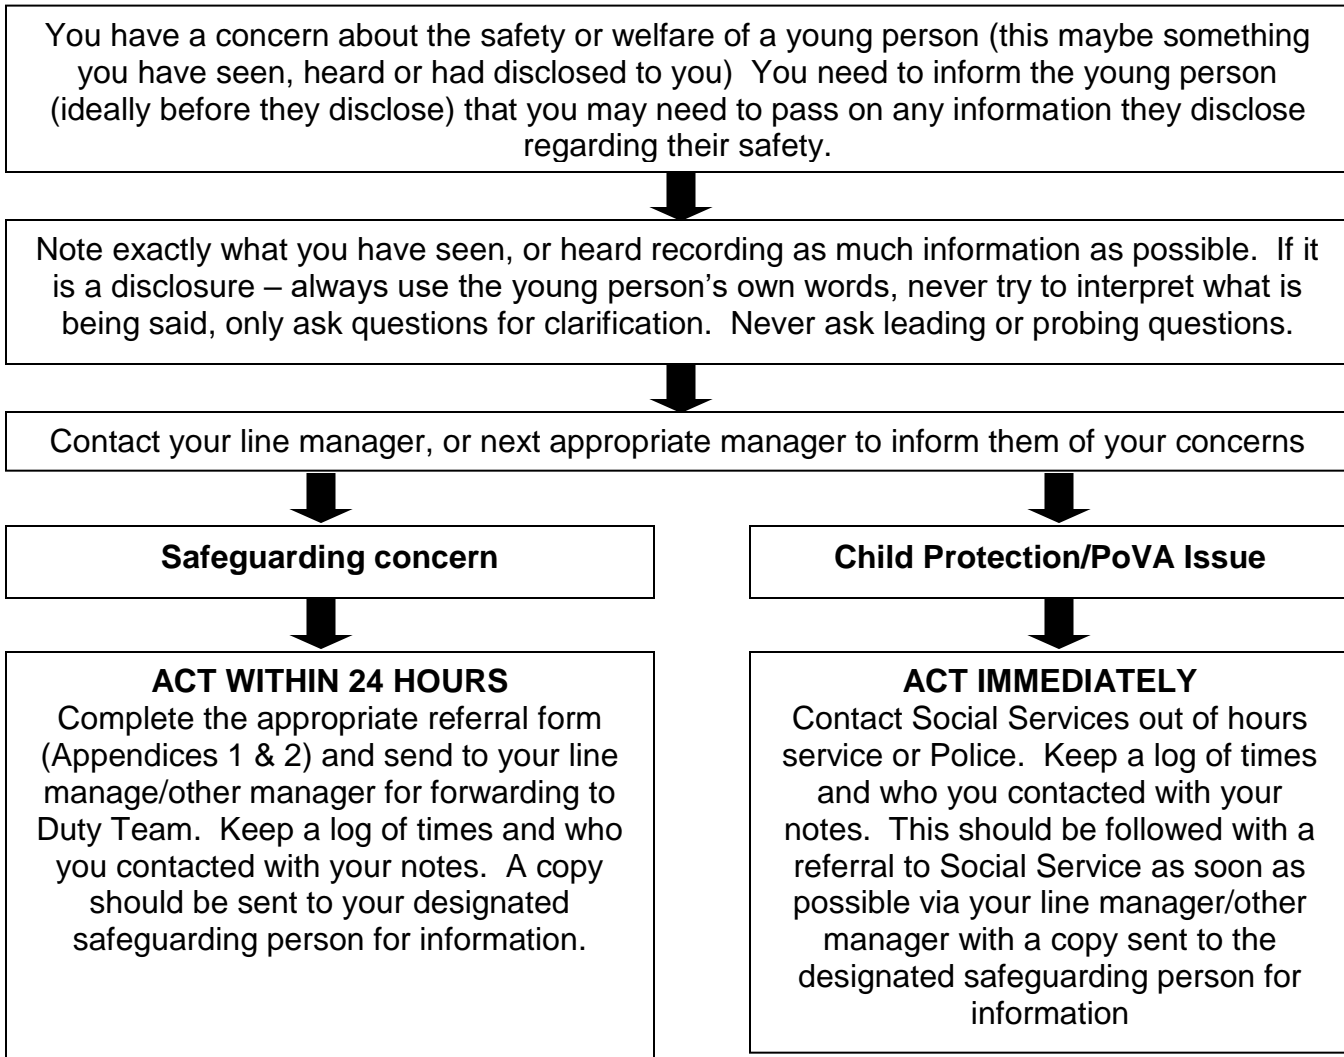 You have a concern about the safety or welfare of a young person (this maybe something
you have seen, heard or had disclosed to you)  You need to inform the young person
(ideally before they disclose) that you may need to pass on any information they disclose
regarding their safety.
Note exactly what you have seen, or heard recording as much information as possible.  If it
is a disclosure – always use the young person's own words, never try to interpret what is
being said, only ask questions for clarification.  Never ask leading or probing questions.
Contact your line manager, or next appropriate manager to inform them of your concerns
Safeguarding concern
ACT WITHIN 24 HOURS
Complete the appropriate referral form
(Appendices 1 & 2) and send to your line
manage/other manager for forwarding to
Duty Team.  Keep a log of times and who
you contacted with your notes.  A copy
should be sent to your designated
safeguarding person for information.
Child Protection/PoVA Issue
ACT IMMEDIATELY
Contact Social Services out of hours
service or Police.  Keep a log of times
and who you contacted with your
notes.  This should be followed with a
referral to Social Service as soon as
possible via your line manager/other
manager with a copy sent to the
designated safeguarding person for
information